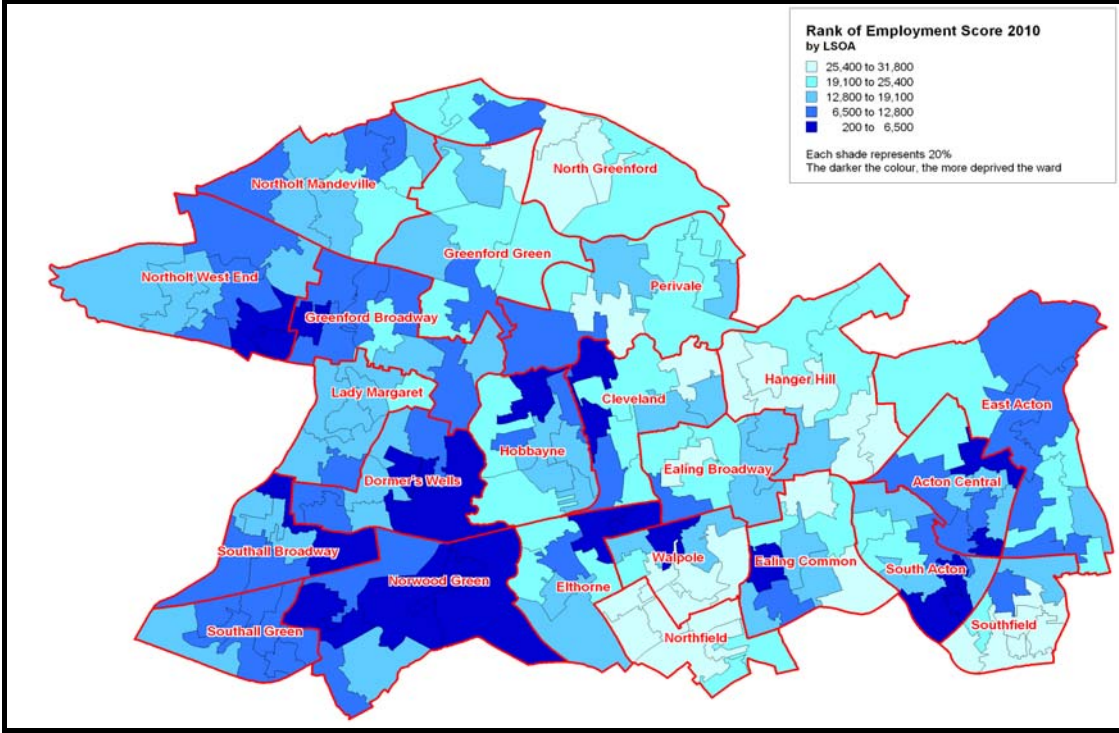 Rank of Employment Score 2010
by LSOA
25,400 to 31,800
19,100 to 25,400
12,800 to 19,100
6,500 to 12,800
200 to 6,500
Each shade represents 20%
The darker the colour, the more deprived the ward
North Greenford
Northolt Mandeville
Greenford Green
Northolt West End
Perivale
Greenford Broadway
Hanger Hill
Lady Margaret
Cleveland
East Acton
Hobbayne
Ealing Broadway
Dormer's Wells
Acton Central
Southall Broadway
Walpole
Ealing Common
Norwood Green
Elthorne
South Acton
Southall Green
Northfield
Southfield